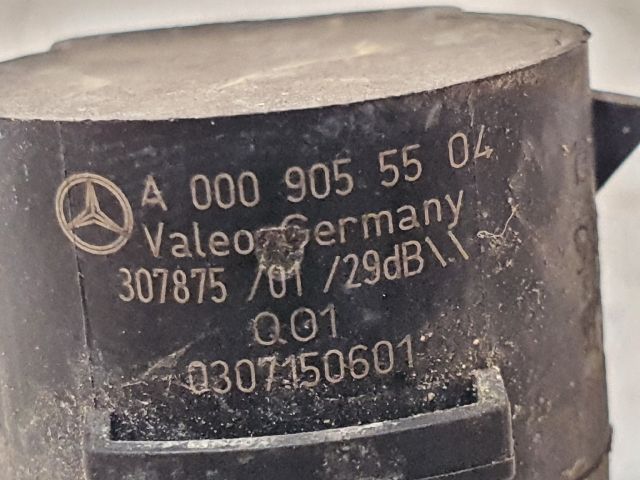 A 000 905 55 04
Valeo Germany
307875 /01 /29dB\\
Q01
0307150601